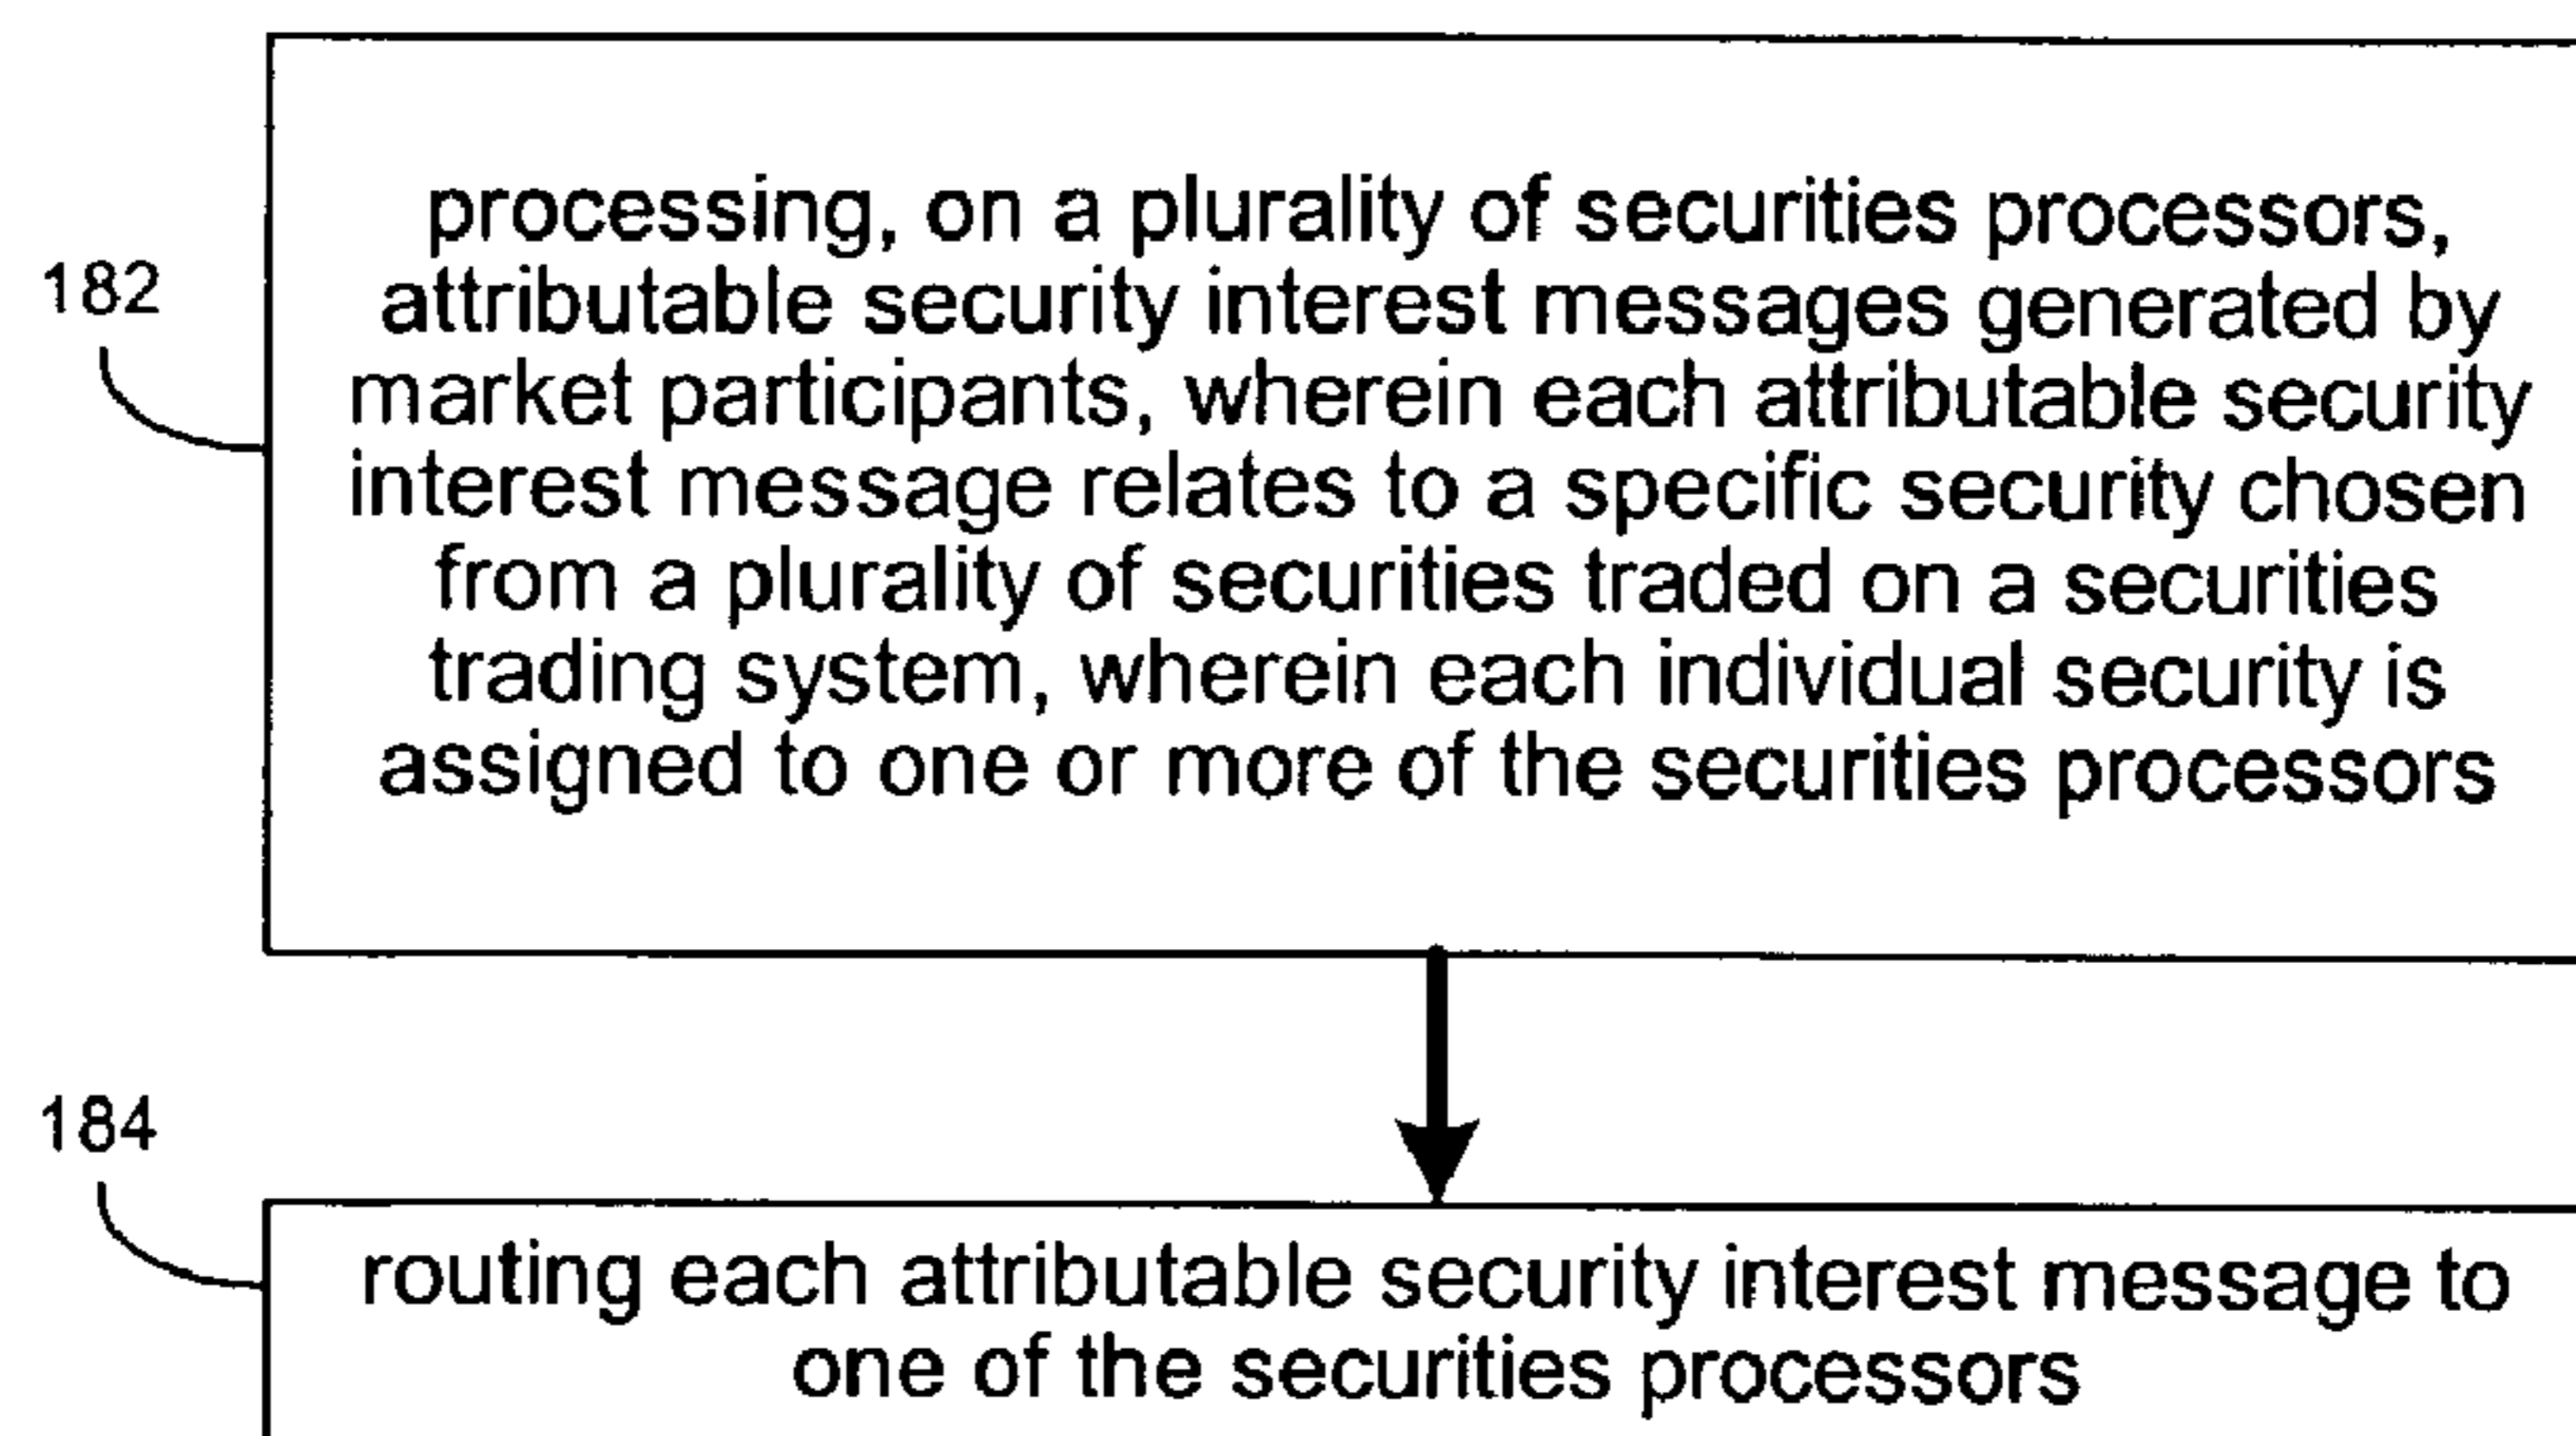 processing, on a plurality of securities processors,
182
attributable security interest messages generated by
market participants, wherein each attributable security
interest message relates to a specific security chosen
from a plurality of securities traded on a securities
trading system, wherein each individual security is
assigned to one or more of the securities processors
184
routing each attributable security interest message to
one of the securities processors